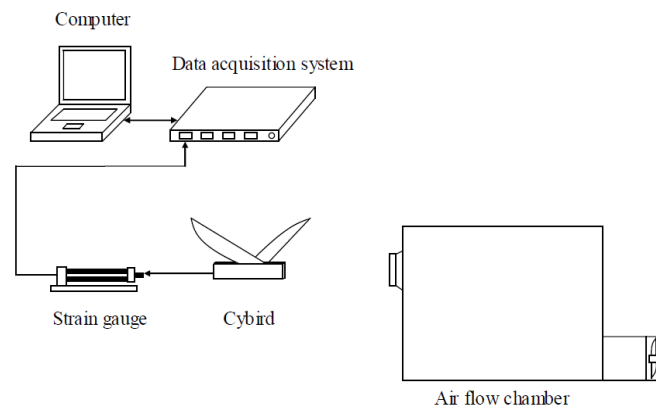 Computer
Data acquisition system
Strain gauge
Cybird
Air flow chamber